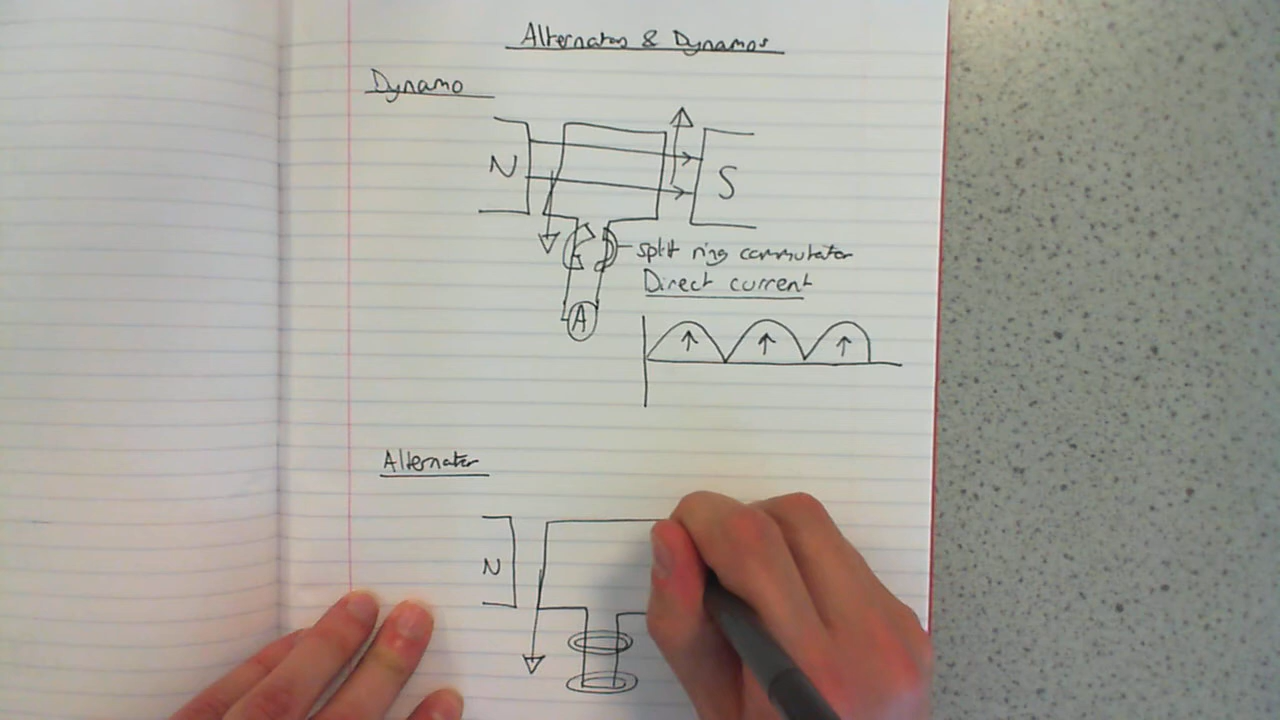 Alternators & Dynamos
Dynamo
N
S
split ring commutator
Direct current
A
Alternator
N